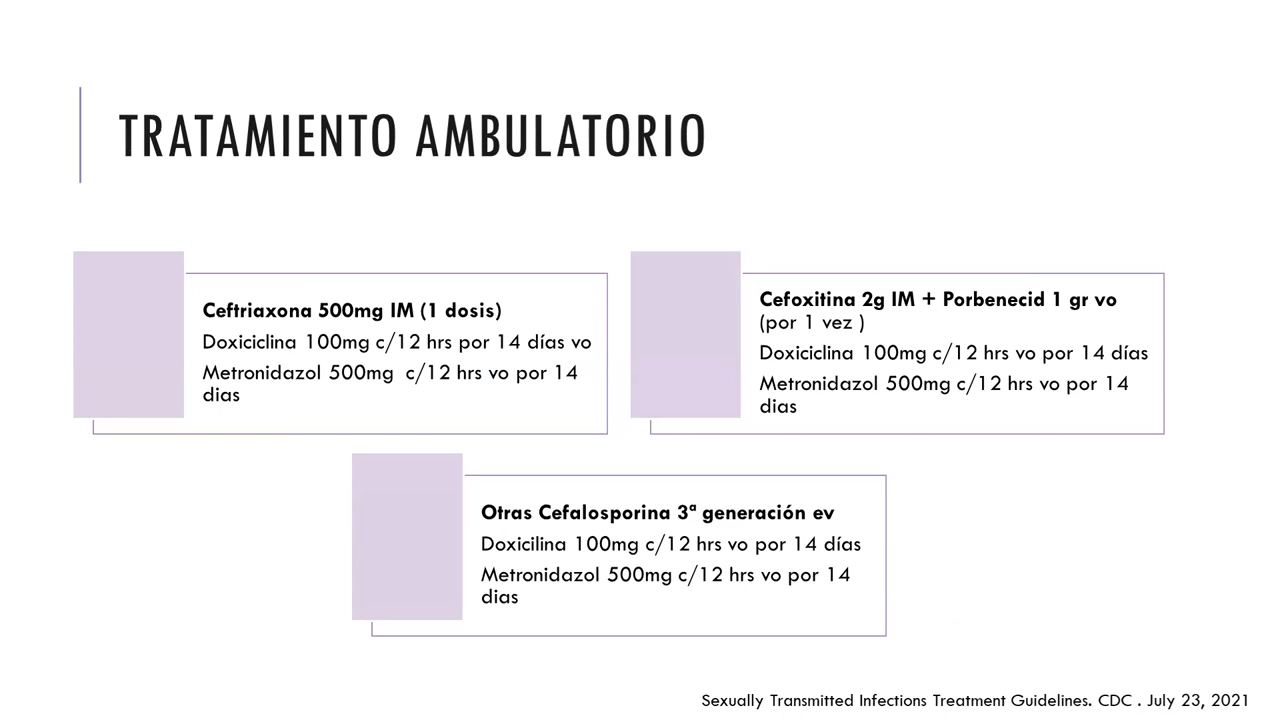 TRATAMIENTO AMBULATORIO
Ceftriaxona 500mg IM (1 dosis)
Doxiciclina 100mg c/12 hrs por 14 días vo
Metronidazol 500mg c/12 hrs vo por 14
dias
Cefoxitina 2g IM + Porbenecid 1 gr vo
(por 1 vez )
Doxiciclina 100mg c/12 hrs vo por 14 días
Metronidazol 500mg c/12 hrs vo por 14
dias
Otras Cefalosporina 3ª generación ev
Doxicilina 100mg c/12 hrs vo por 14 días
Metronidazol 500mg c/12 hrs vo por 14
dias
Sexually Transmitted Infections Treatment Guidelines. CDC . July 23, 2021